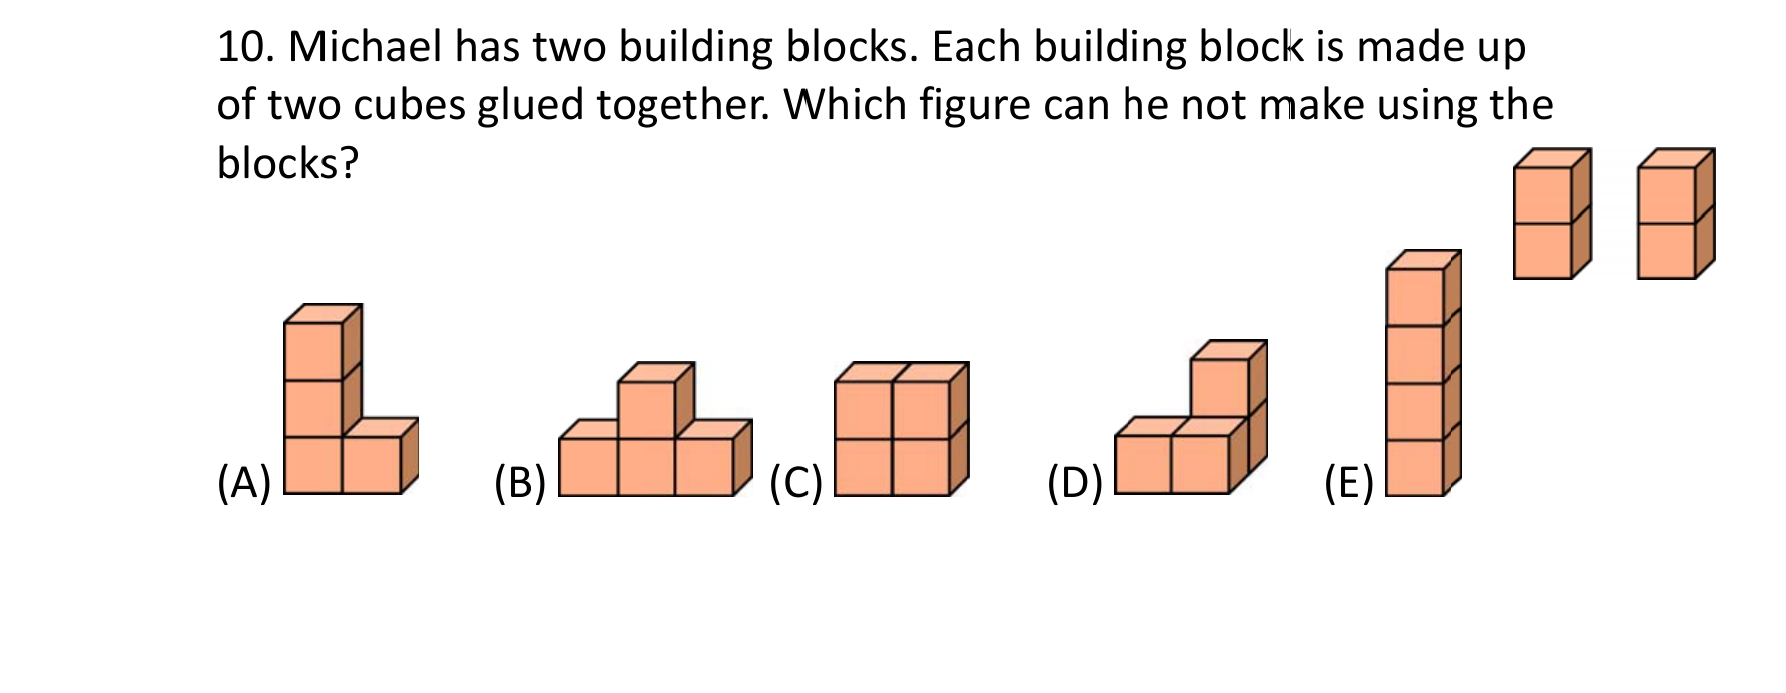 10. Michael has two building blocks. Each building block is made up
of two cubes glued together. Which figure can he not make using the
blocks?
(A) (B) (C) (D) (E)